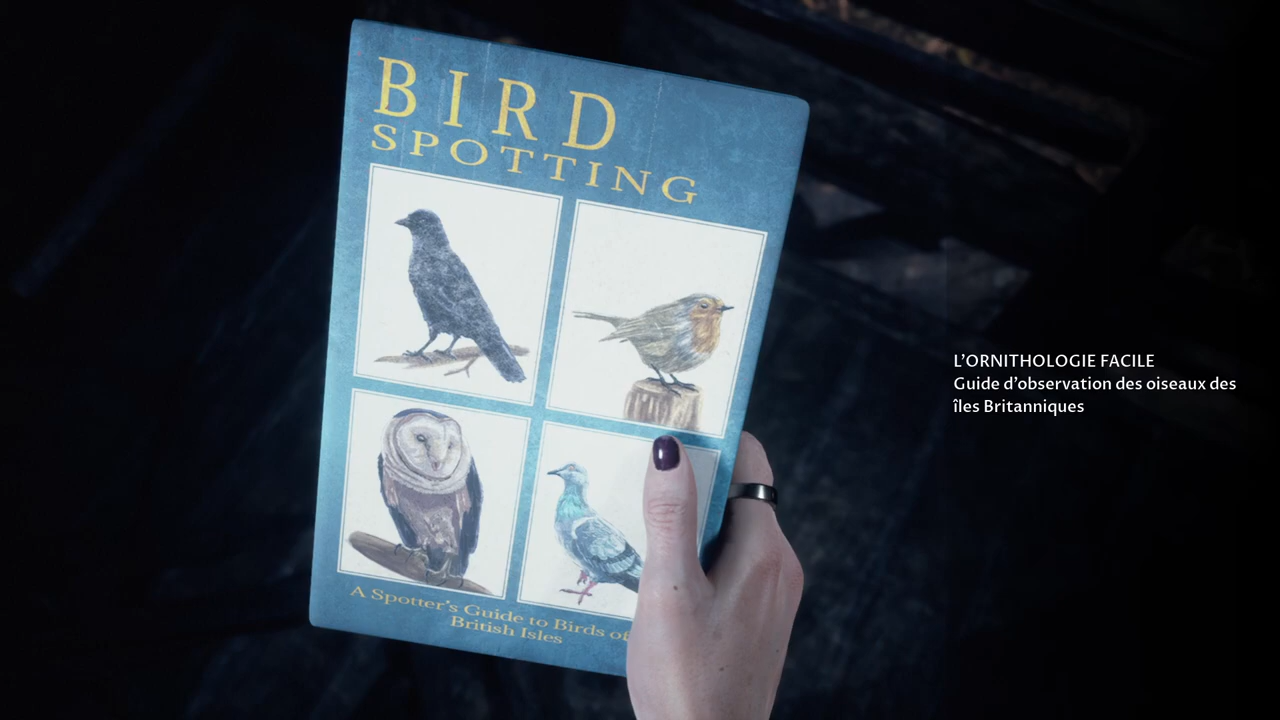 BIRD
SPOTTING
A Spotter's Guide to Birds of
British Isles
L'ORNITHOLOGIE FACILE
Guide d'observation des oiseaux des
îles Britanniques